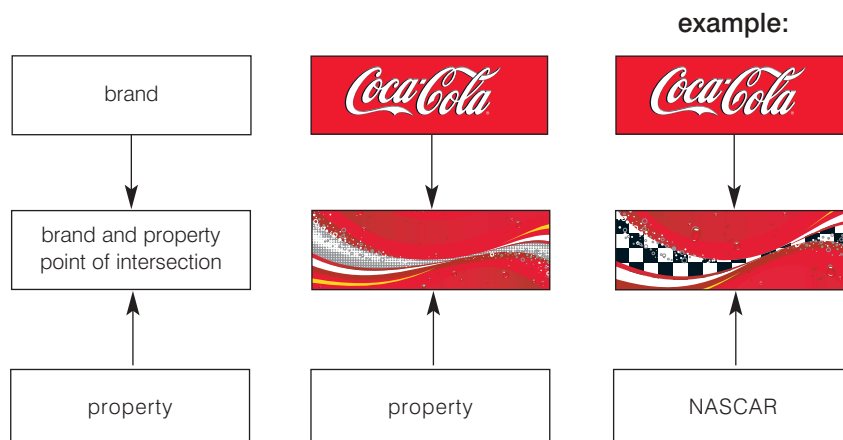 example:
brand
Coca-Cola
Coca-Cola
brand and property
point of intersection
property
property
NASCAR